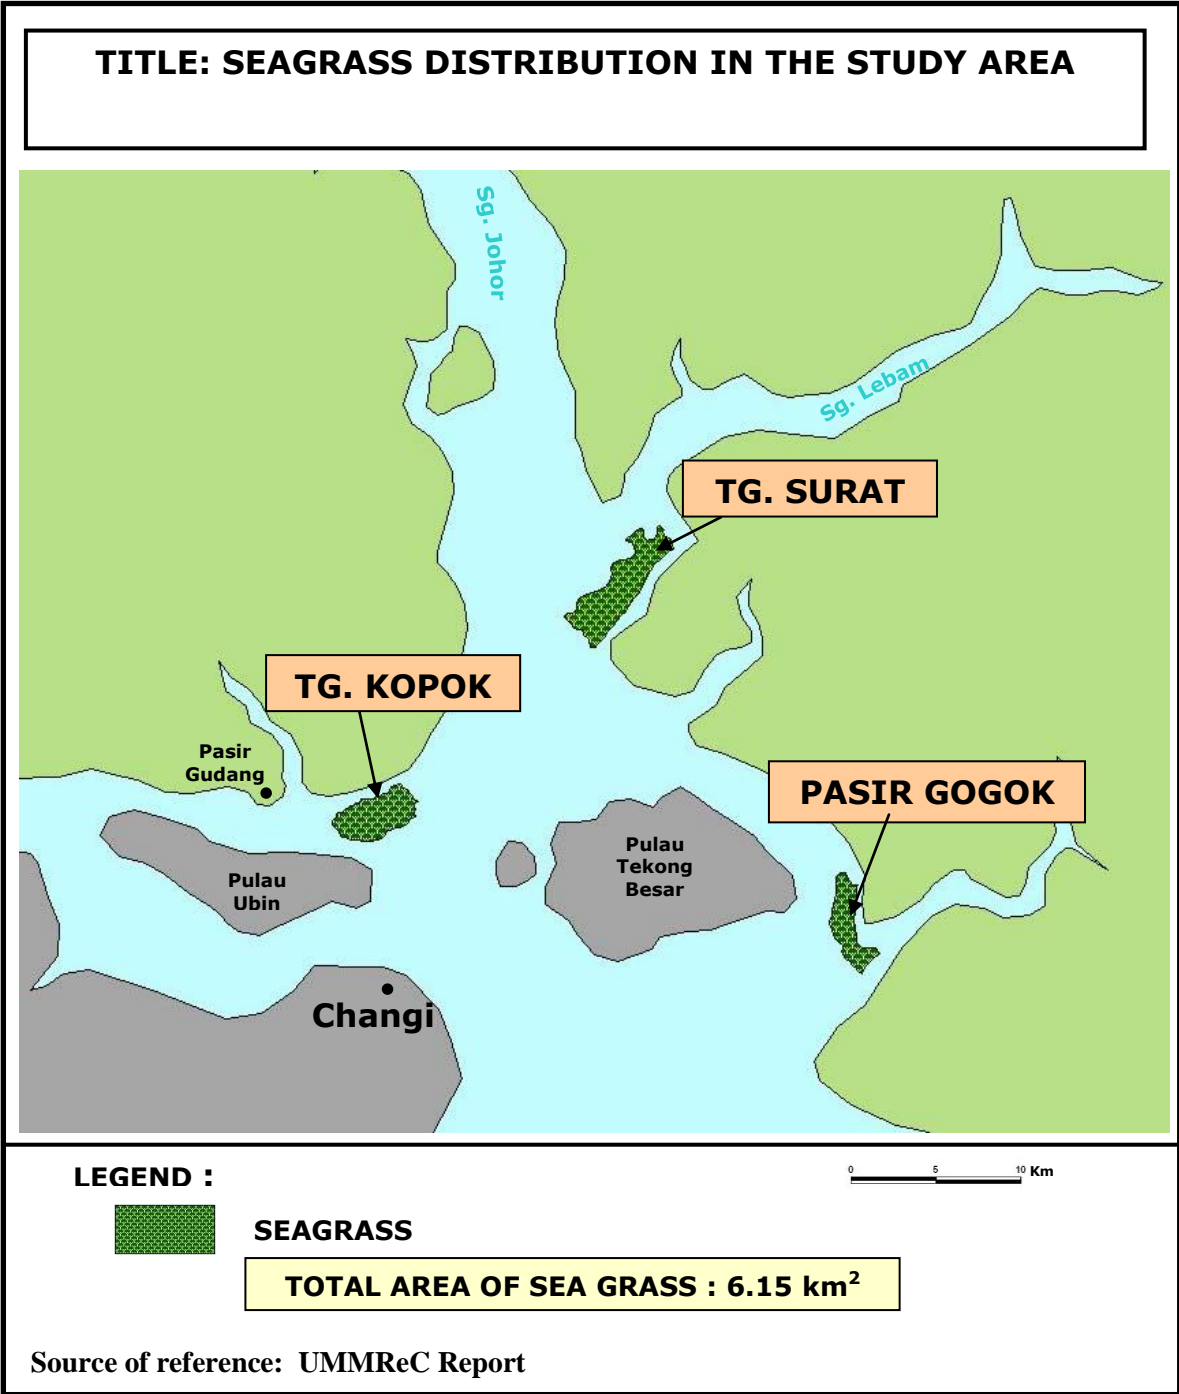 TITLE: SEAGRASS DISTRIBUTION IN THE STUDY AREA
Sg. Johor
Sg. Lebam
TG. SURAT
TG. KOPOK
Pasir
Gudang
PASIR GOGOK
Pulau
Tekong
Besar
Pulau
Ubin
Changi
LEGEND :
0 5 10 Km
SEAGRASS
TOTAL AREA OF SEA GRASS : 6.15 km²
Source of reference: UMMReC Report